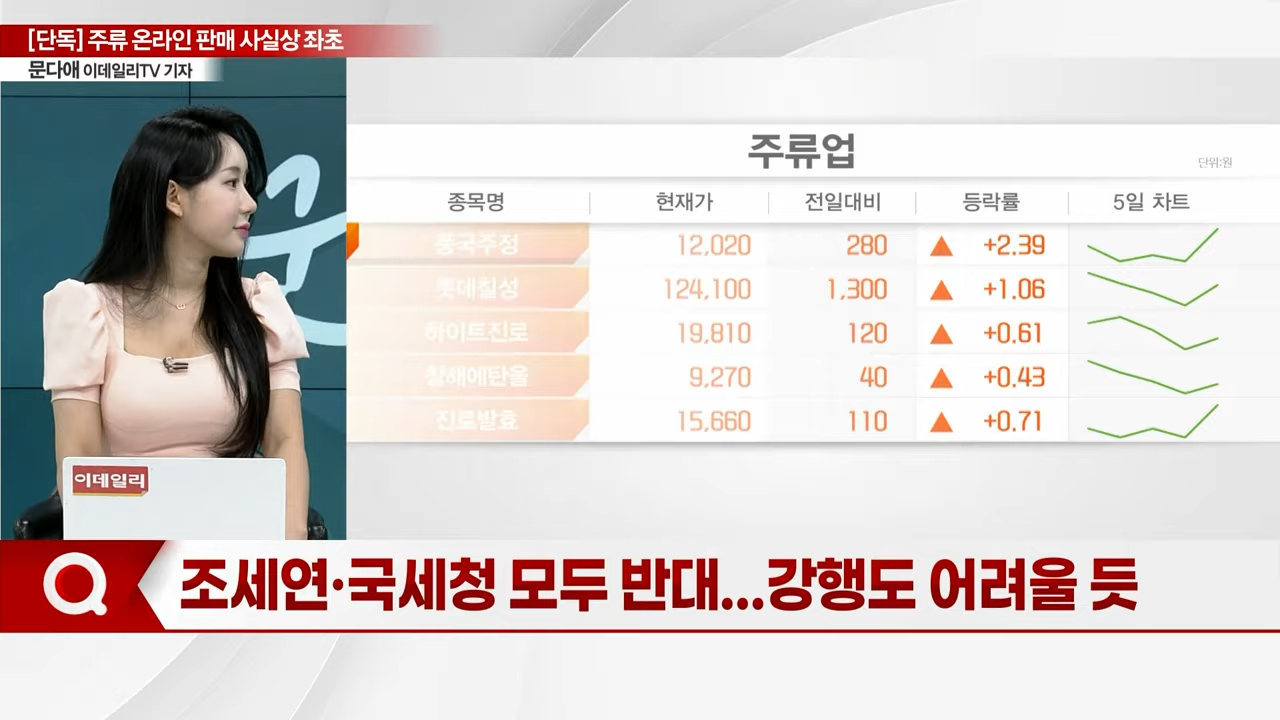 [단독] 주류 온라인 판매 사실상 좌초
문다애 이데일리TV 기자
주류업
단위:원
종목명 현재가 전일대비 등락률 5일 차트
풍국주정 12,020 280 ▲ +2.39
롯데칠성 124,100 1,300 ▲ +1.06
하이트진로 19,810 120 ▲ +0.61
창해에탄올 9,270 40 ▲ +0.43
진로발효 15,660 110 ▲ +0.71
이데일리
조세연·국세청 모두 반대...강행도 어려울 듯